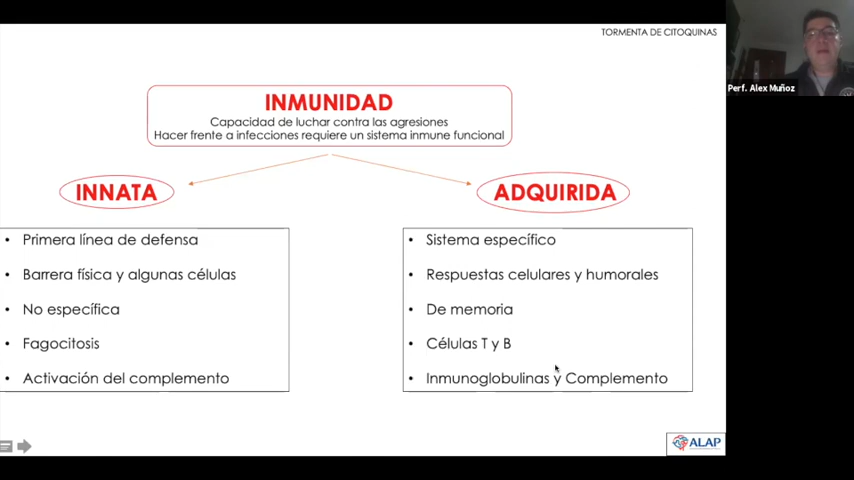 TORMENTA DE CITOQUINAS
Perf. Alex Muñoz
INMUNIDAD
Capacidad de luchar contra las agresiones
Hacer frente a infecciones requiere un sistema inmune funcional
INNATA
ADQUIRIDA
• Primera línea de defensa
• Barrera física y algunas células
• No específica
• Fagocitosis
• Activación del complemento
• Sistema específico
• Respuestas celulares y humorales
• De memoria
• Células T y B
• Inmunoglobulinas y Complemento
ALAP